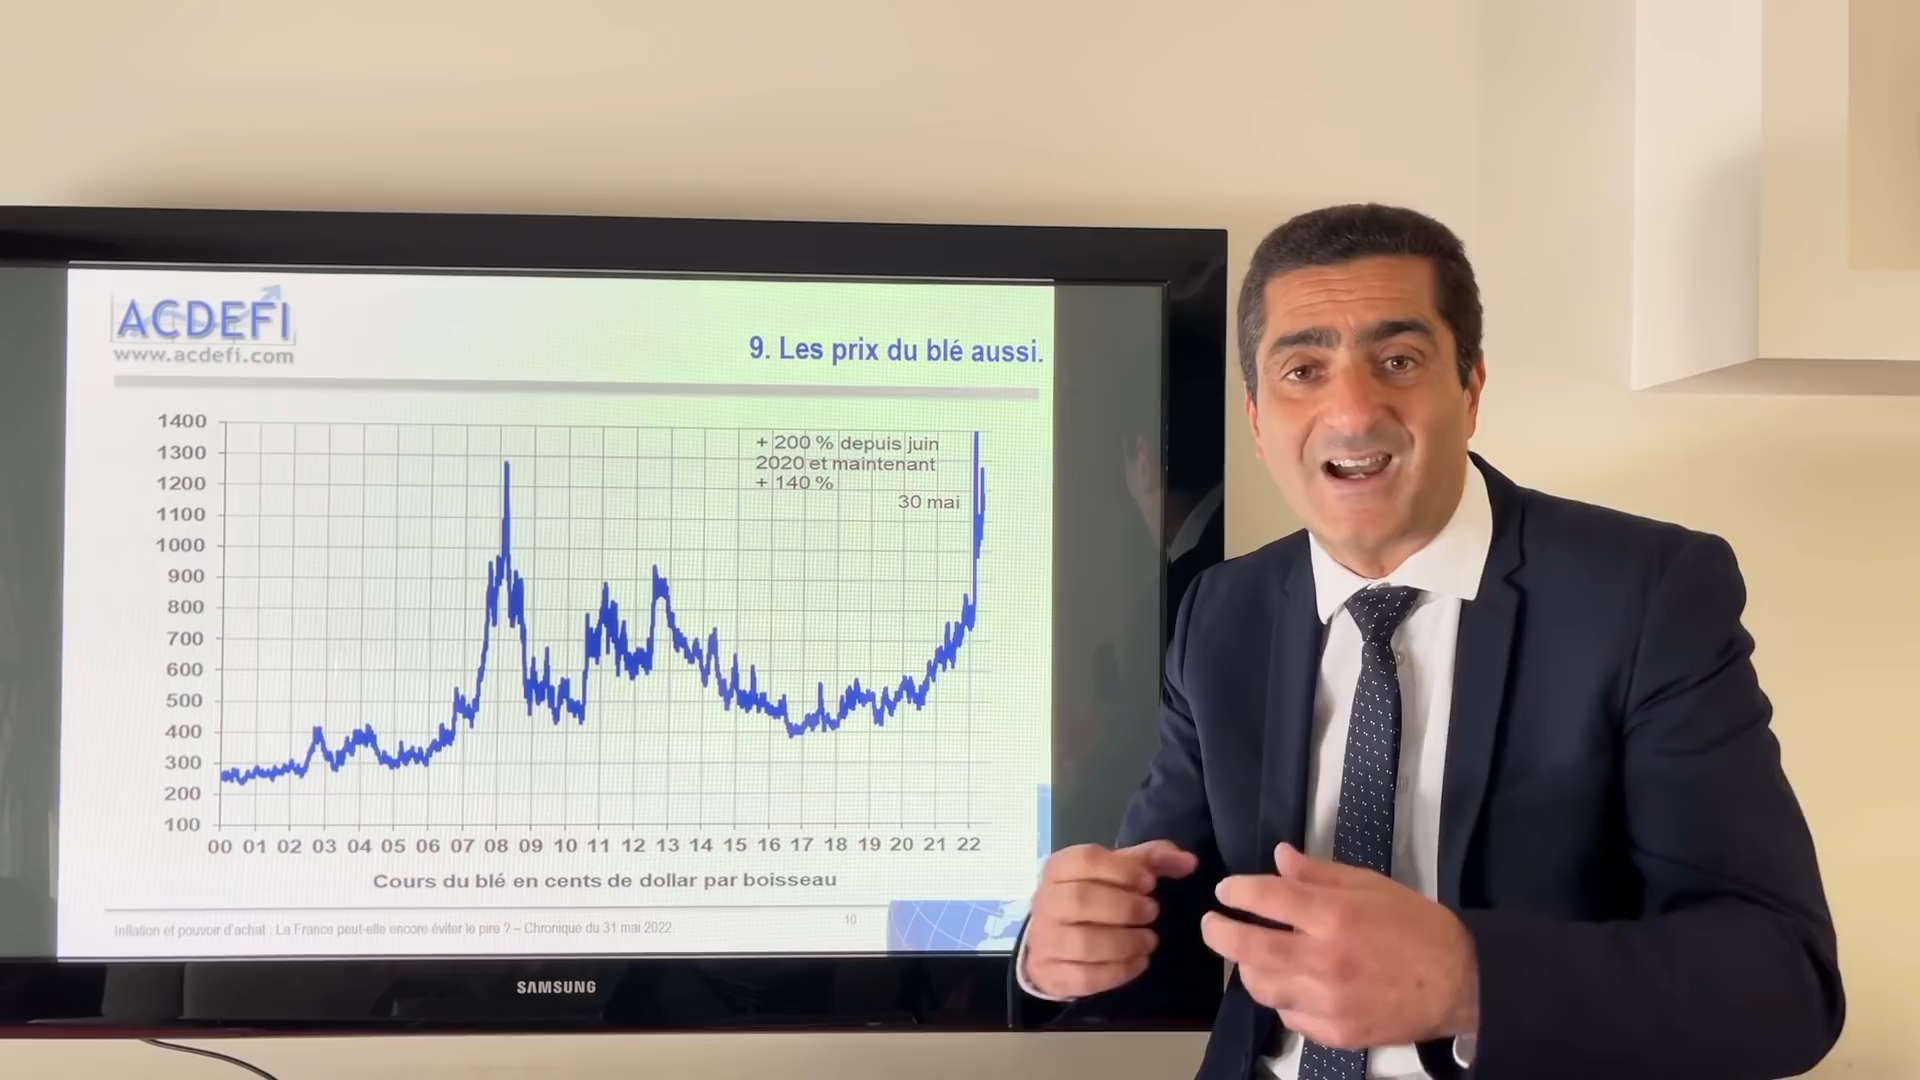 ACDEFI
www.acdefi.com
9. Les prix du blé aussi.
1400
1300
1200
1100
1000
900
800
700
600
500
400
300
200
100
+ 200 % depuis juin
2020 et maintenant
+ 140 %
30 mai
00 01 02 03 04 05 06 07 08 09 10 11 12 13 14 15 16 17 18 19 20 21 22
Cours du blé en cents de dollar par boisseau
Inflation et pouvoir d'achat : La France peut-elle encore éviter le pire ? – Chronique du 31 mai 2022
10
SAMSUNG